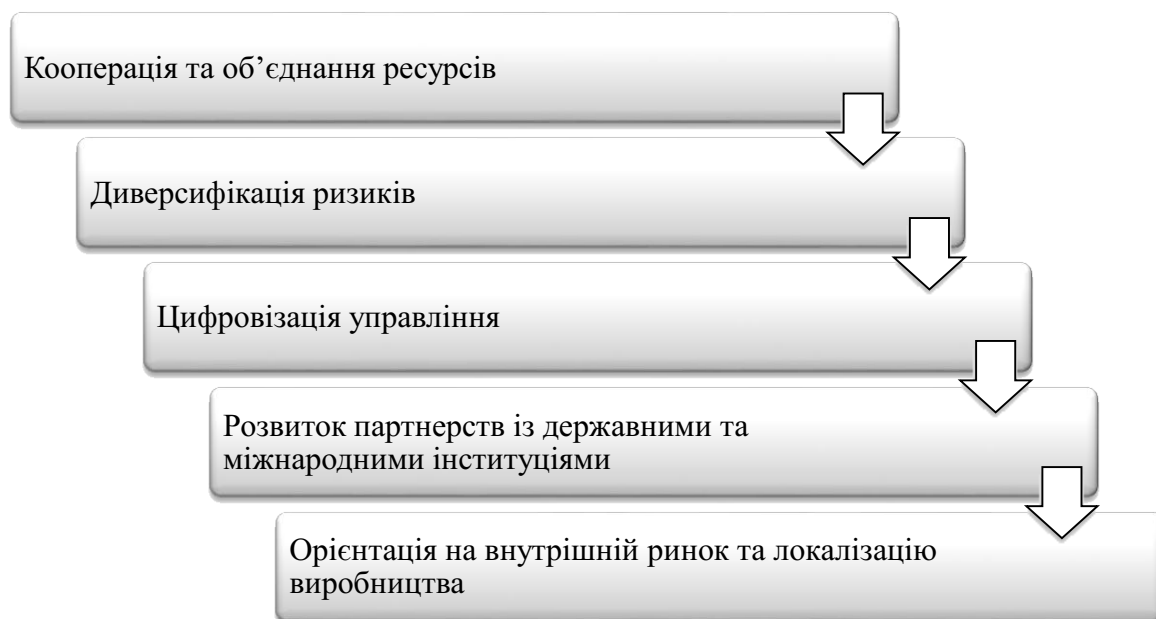 Кооперація та об’єднання ресурсів
Диверсифікація ризиків
Цифровізація управління
Розвиток партнерств із державними та
міжнародними інституціями
Орієнтація на внутрішній ринок та локалізацію
виробництва